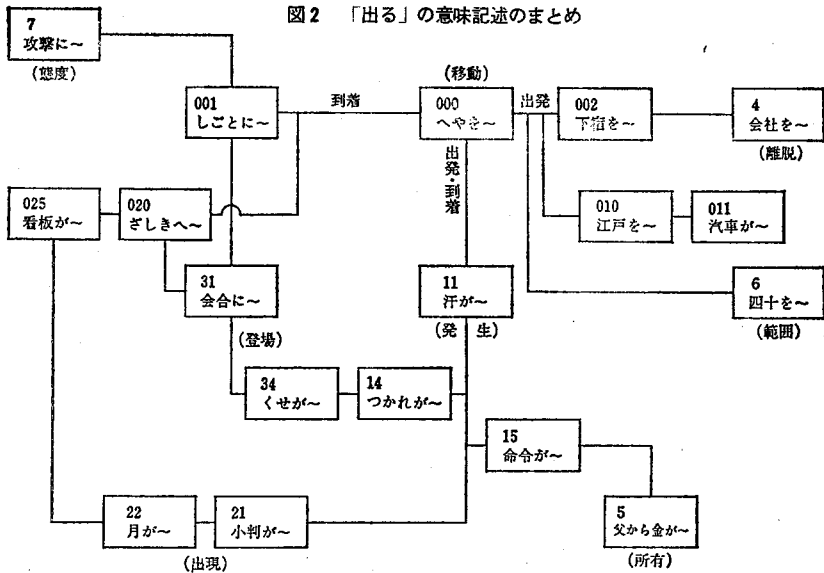 図2 「出る」の意味記述のまとめ
7
攻撃に～
(態度)
001
しごとに～
到着
(移動)
000
へやを～
出発
002
下宿を～
4
会社を～
(離脱)
出発・到着
025
看板が～
020
ざしきへ～
010
江戸を～
011
汽車が～
31
会合に～
(登場)
11
汗が～
(発生)
6
四十を～
(範囲)
34
くせが～
14
つかれが～
15
命令が～
22
月が～
21
小判が～
(出現)
5
父から金が～
(所有)